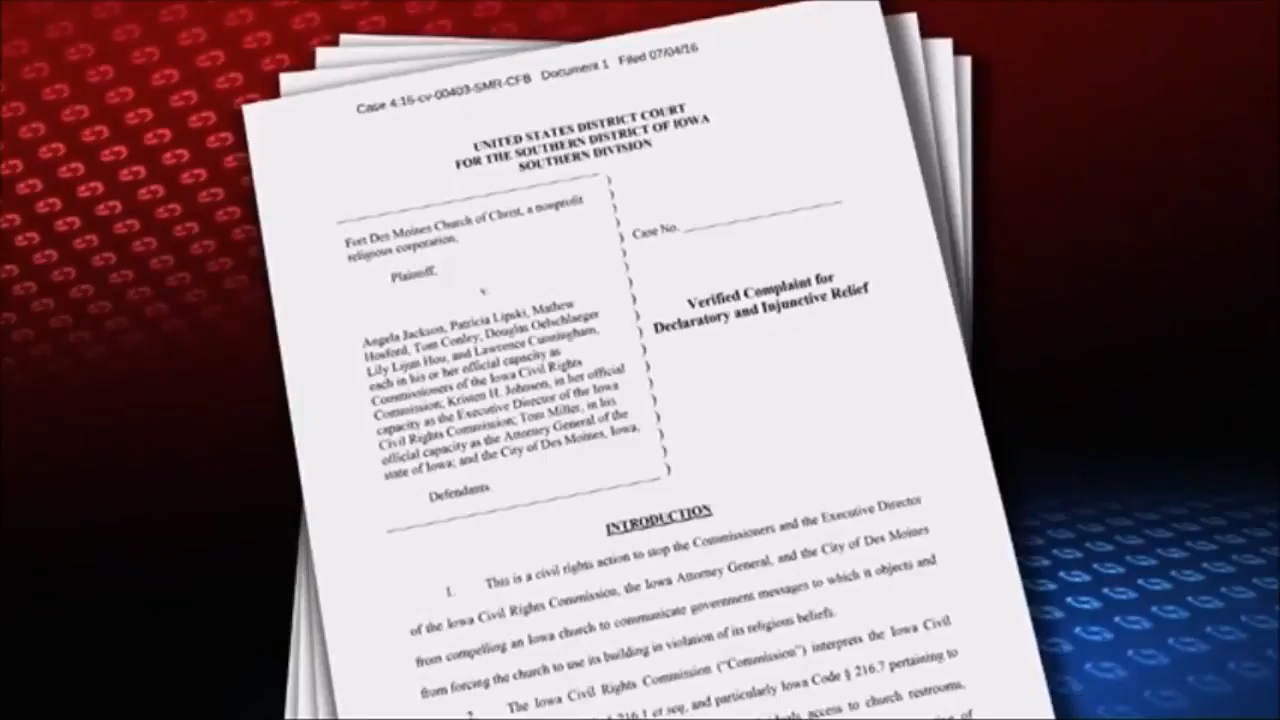 Case 4:16-cv-00403-SMR-CFB Document 1 Filed 07/04/16
UNITED STATES DISTRICT COURT
FOR THE SOUTHERN DISTRICT OF IOWA
SOUTHERN DIVISION
Fort Des Moines Church of Christ, a nonprofit
religious corporation,
Plaintiff,
v.
Angela Jackson, Patricia Lipski, Mathew
Hosford, Tom Conley, Douglas Oelschlaeger
Lily Lijun Hou, and Lawrence Cunningham,
each in his or her official capacity as
Commissioners of the Iowa Civil Rights
Commission; Kristen H. Johnson, in her official
capacity as the Executive Director of the Iowa
Civil Rights Commission; Tom Miller, in his
official capacity as the Attorney General of the
state of Iowa; and the City of Des Moines, Iowa,
Defendants.
Case No.
Verified Complaint for
Declaratory and Injunctive Relief
INTRODUCTION
1. This is a civil rights action to stop the Commissioners and the Executive Director
of the Iowa Civil Rights Commission, the Iowa Attorney General, and the City of Des Moines
from compelling an Iowa church to communicate government messages to which it objects and
from forcing the church to use its building in violation of its religious beliefs.
2. The Iowa Civil Rights Commission ("Commission") interprets the Iowa Civil
§ 216.1 et seq, and particularly Iowa Code § 216.7 pertaining to
access to church restrooms,
of